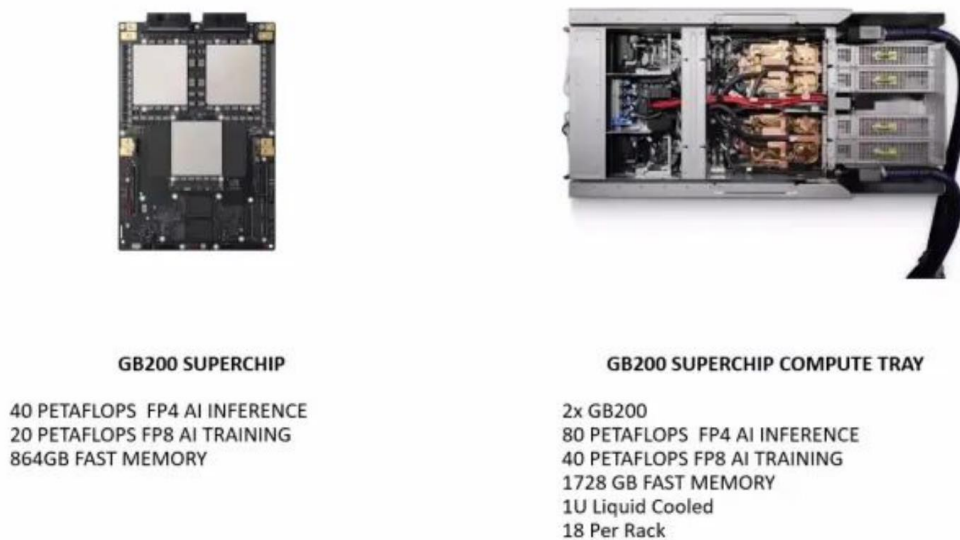 GB200 SUPERCHIP
40 PETAFLOPS FP4 AI INFERENCE
20 PETAFLOPS FP8 AI TRAINING
864GB FAST MEMORY
GB200 SUPERCHIP COMPUTE TRAY
2x GB200
80 PETAFLOPS FP4 AI INFERENCE
40 PETAFLOPS FP8 AI TRAINING
1728 GB FAST MEMORY
1U Liquid Cooled
18 Per Rack